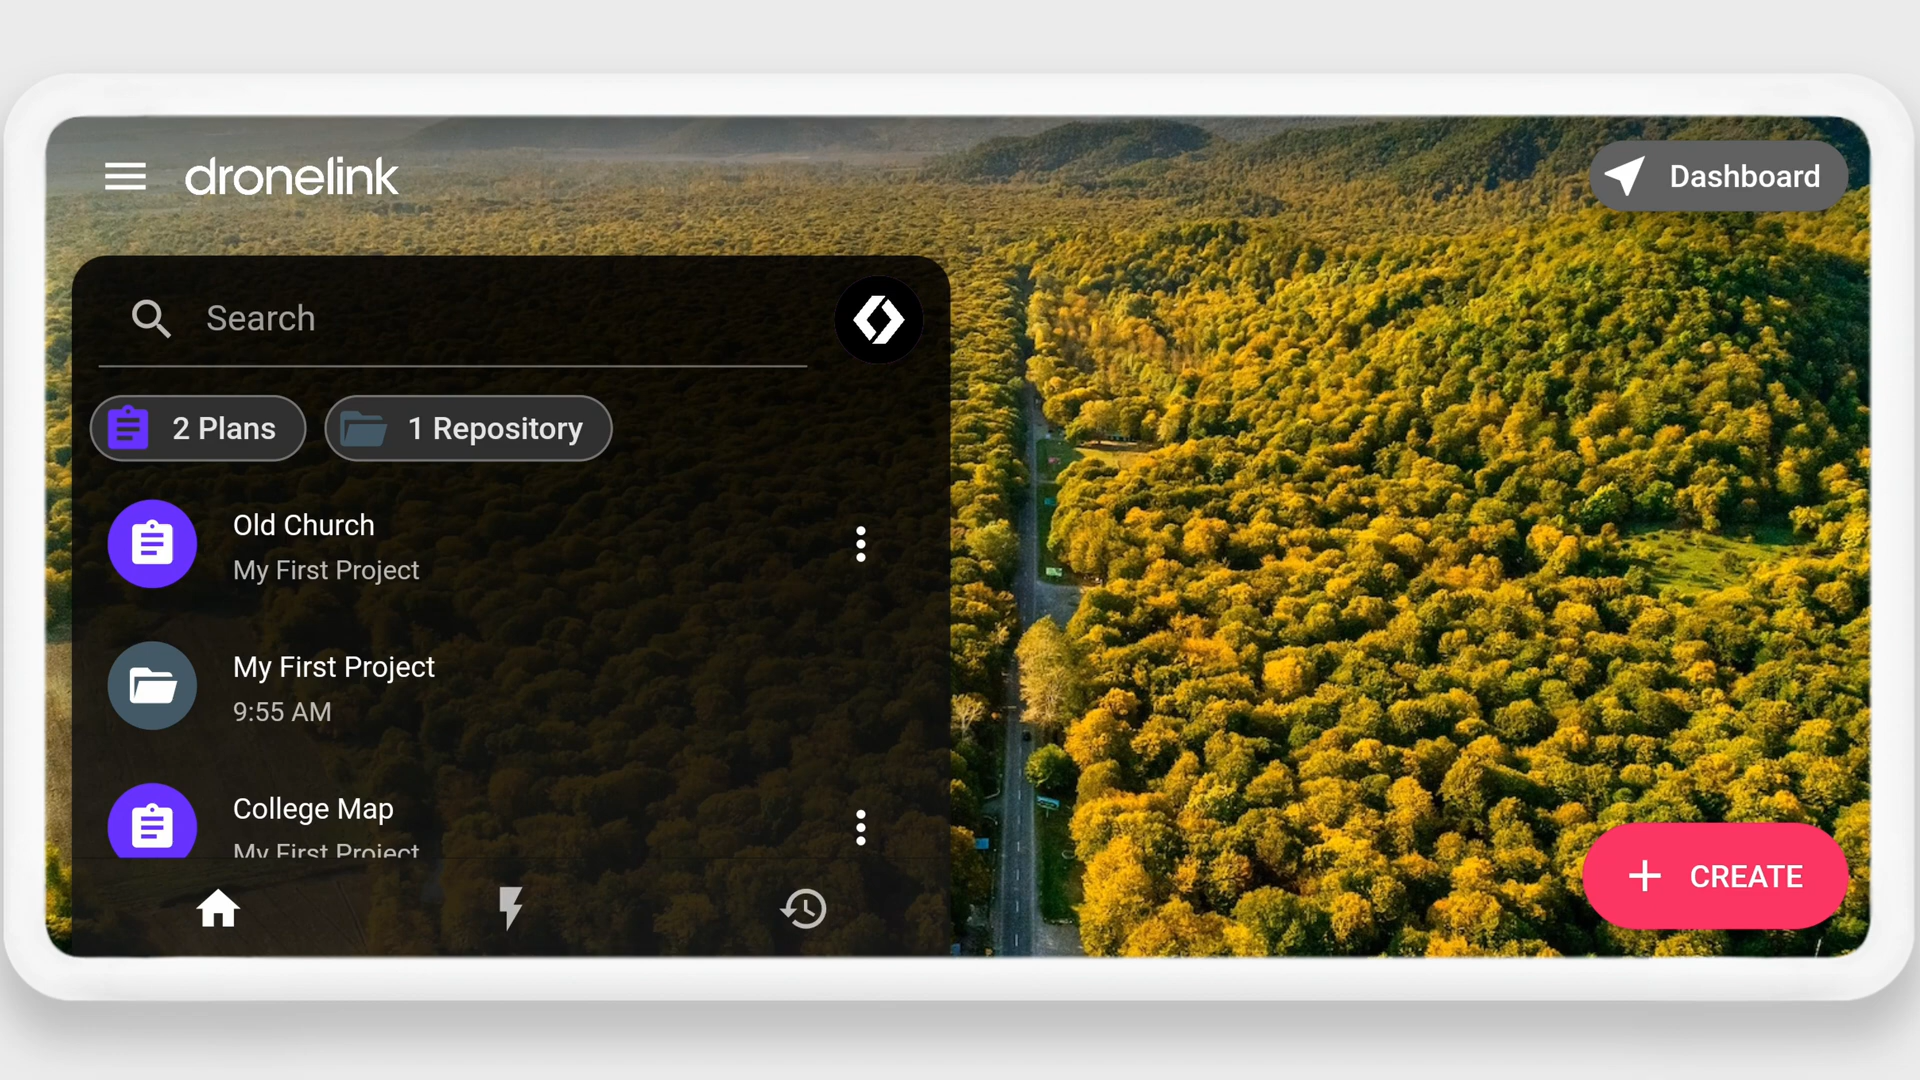 dronelink
Dashboard
Search
2 Plans
1 Repository
Old Church
My First Project
My First Project
9:55 AM
College Map
My First Project
CREATE